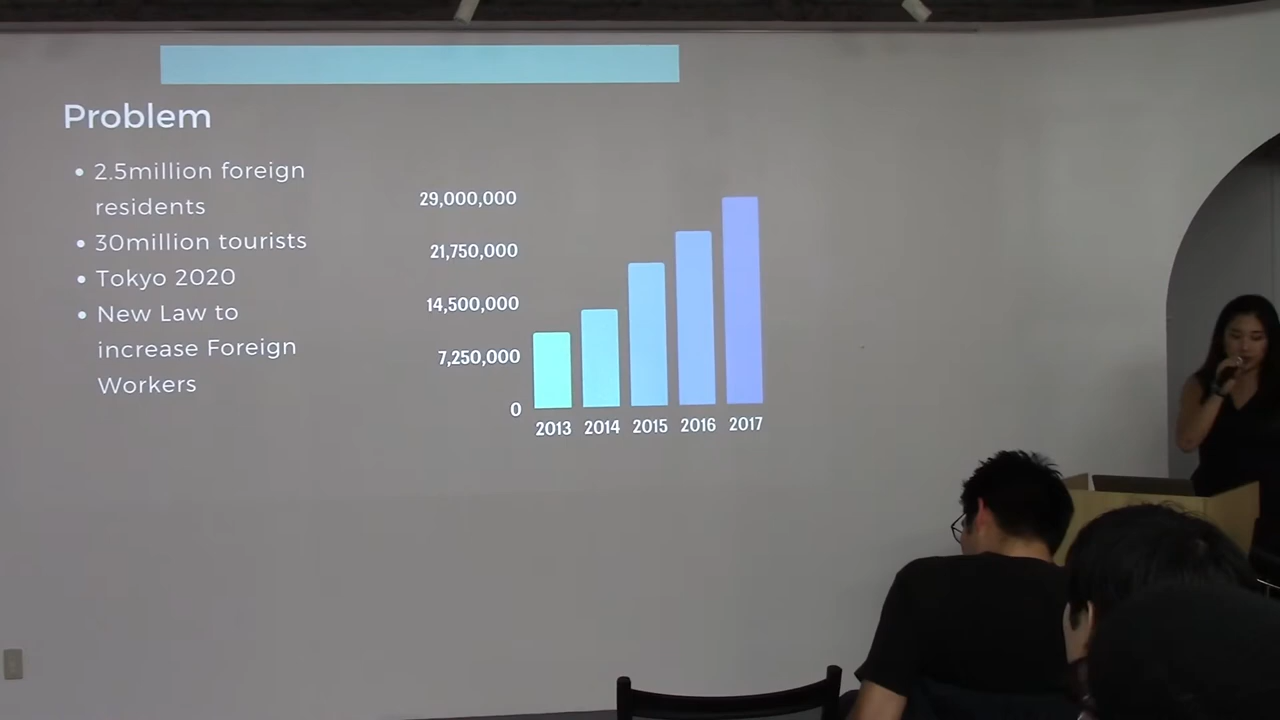 Problem
• 2.5million foreign
residents
• 30million tourists
• Tokyo 2020
• New Law to
increase Foreign
Workers
29,000,000
21,750,000
14,500,000
7,250,000
0
2013 2014 2015 2016 2017